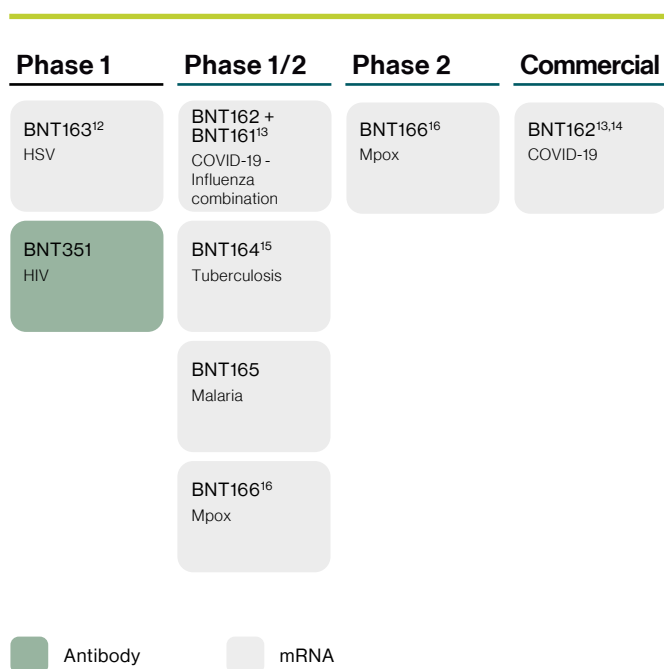 Phase 1
BNT163¹²
HSV
BNT351
HIV
Phase 1/2
BNT162 +
BNT161¹³
COVID-19 -
Influenza
combination
BNT164¹⁵
Tuberculosis
BNT165
Malaria
BNT166¹⁶
Mpox
Phase 2
BNT166¹⁶
Mpox
Commercial
BNT162¹³,¹⁴
COVID-19
Antibody
mRNA